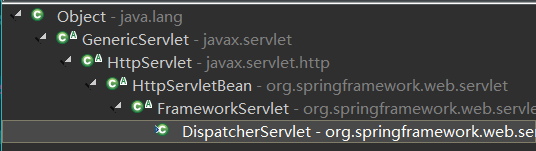 Object - java.lang
GenericServlet - javax.servlet
HttpServlet - javax.servlet.http
HttpServletBean - org.springframework.web.servlet
FrameworkServlet - org.springframework.web.servle
DispatcherServlet - org.springframework.web.ser